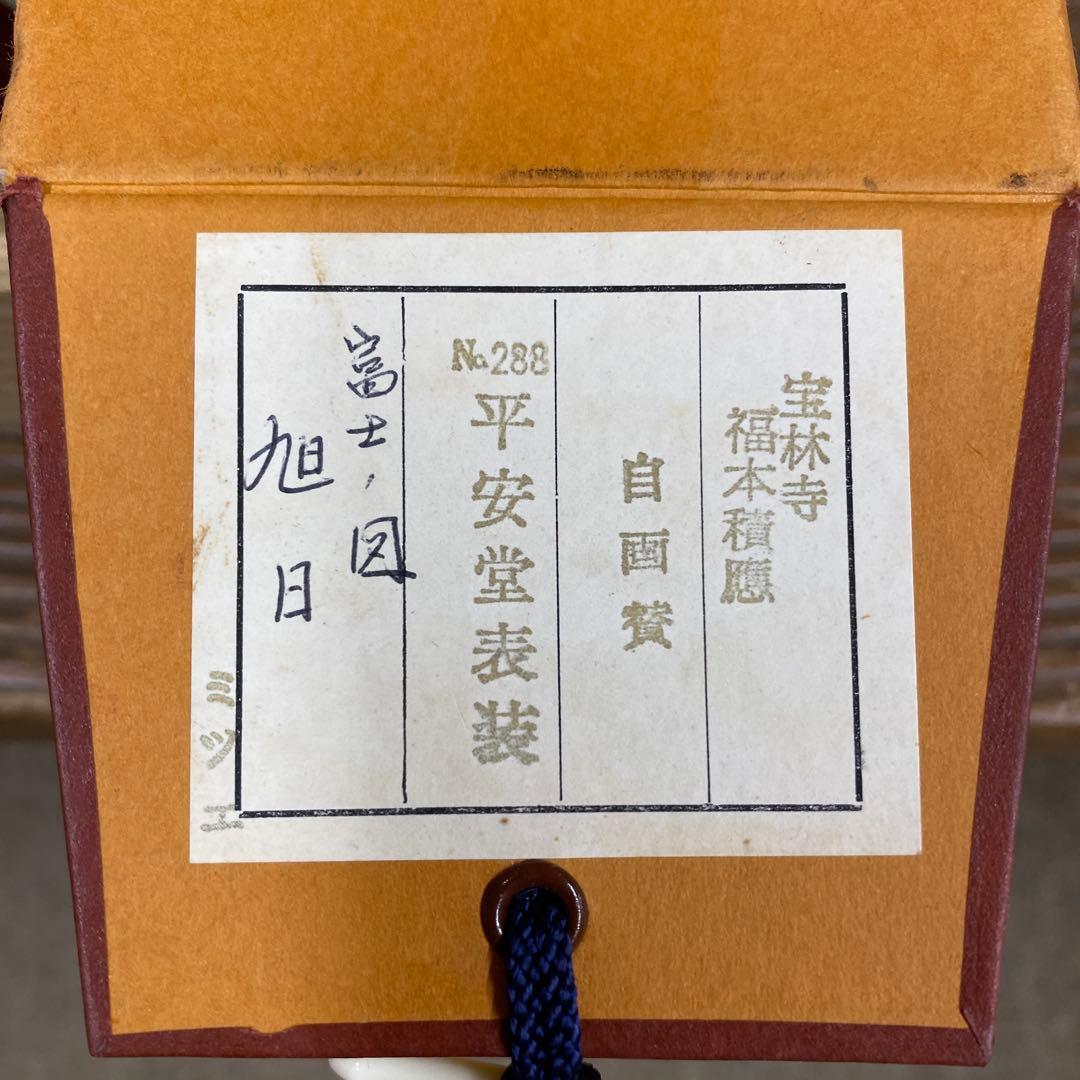 宝林寺
福本積應
自画賛
No.288
平安堂表装
富士ノ図
旭日
ミツエ